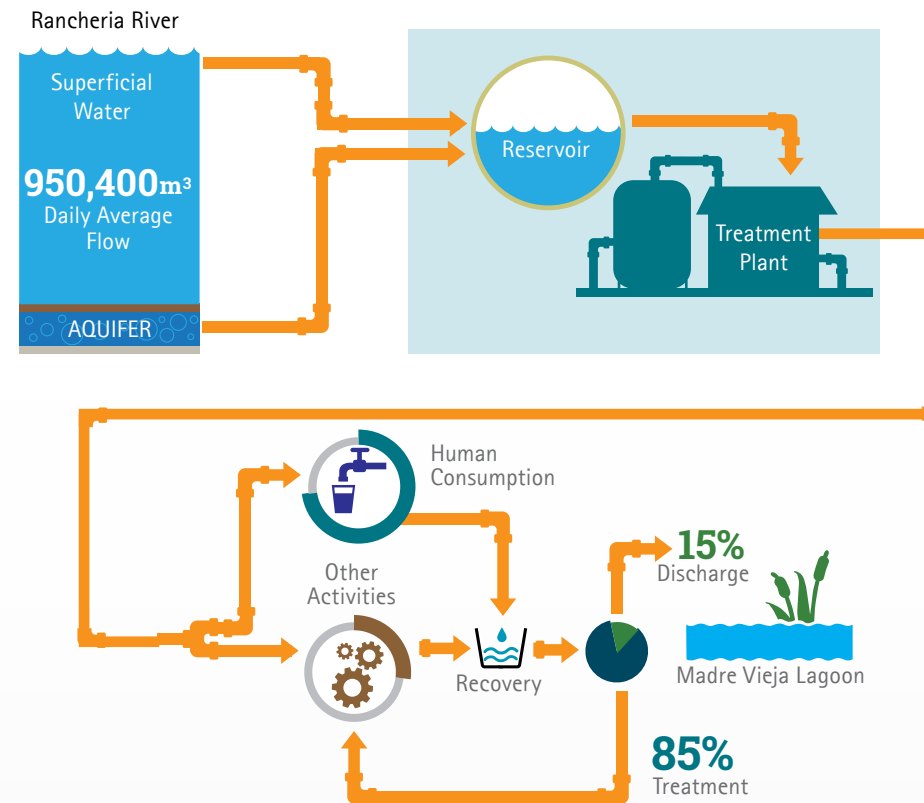 Rancheria River
Superficial
Water
950,400m³
Daily Average
Flow
AQUIFER
Reservoir
Treatment
Plant
Human
Consumption
Other
Activities
Recovery
15%
Discharge
Madre Vieja Lagoon
85%
Treatment